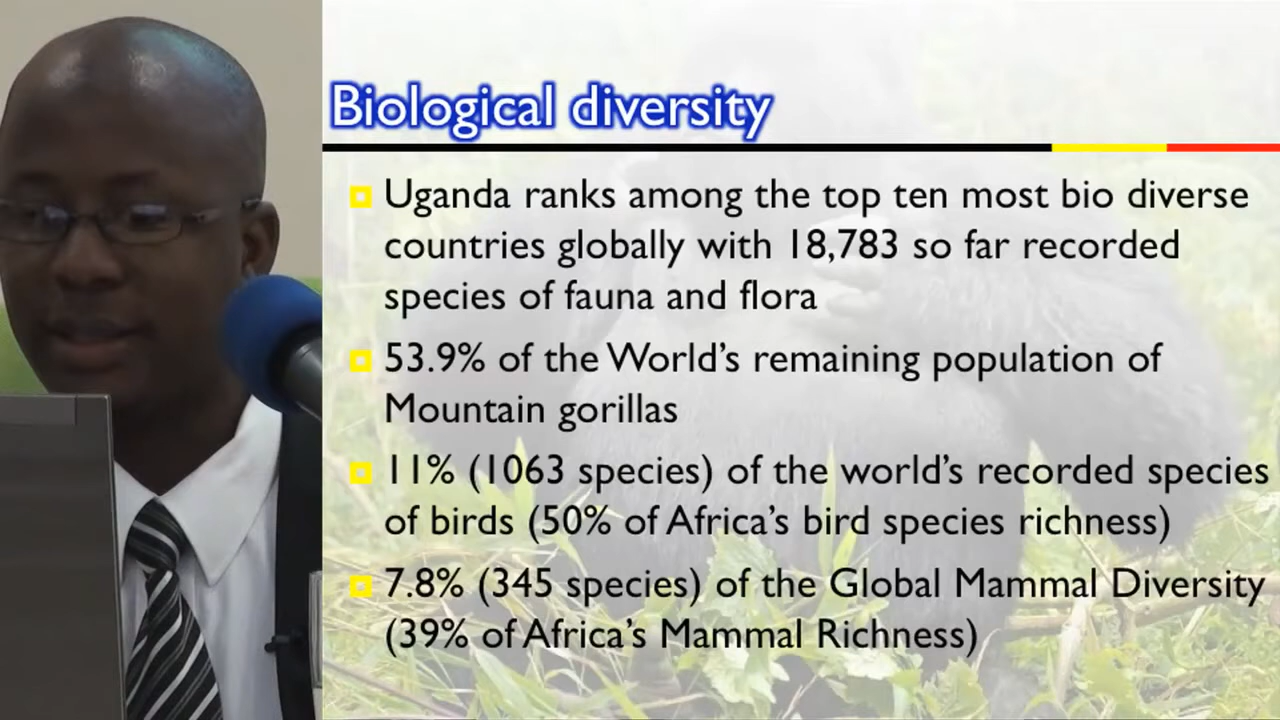 Biological diversity
Uganda ranks among the top ten most bio diverse
countries globally with 18,783 so far recorded
species of fauna and flora
53.9% of the World's remaining population of
Mountain gorillas
11% (1063 species) of the world's recorded species
of birds (50% of Africa's bird species richness)
7.8% (345 species) of the Global Mammal Diversity
(39% of Africa's Mammal Richness)